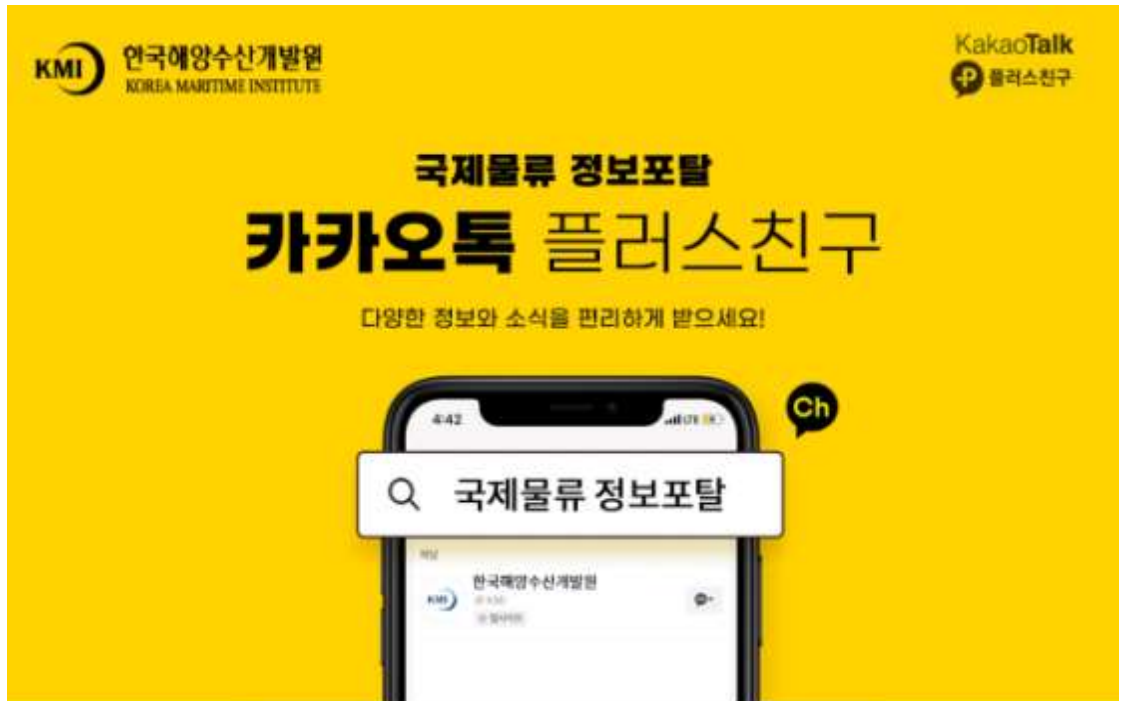 KMI 한국해양수산개발원
KOREA MARITIME INSTITUTE
KakaoTalk
플러스친구
국제물류 정보포탈
카카오톡 플러스친구
다양한 정보와 소식을 편리하게 받으세요!
Ch
4:42
LTE
국제물류 정보포탈
채널
KMI 한국해양수산개발원